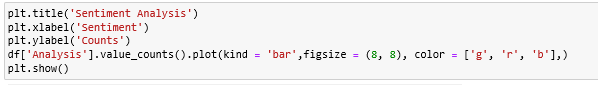 plt.title('Sentiment Analysis')
plt.xlabel('Sentiment')
plt.ylabel('Counts')
df['Analysis'].value_counts().plot(kind = 'bar',figsize = (8, 8), color = ['g', 'r', 'b'],)
plt.show()